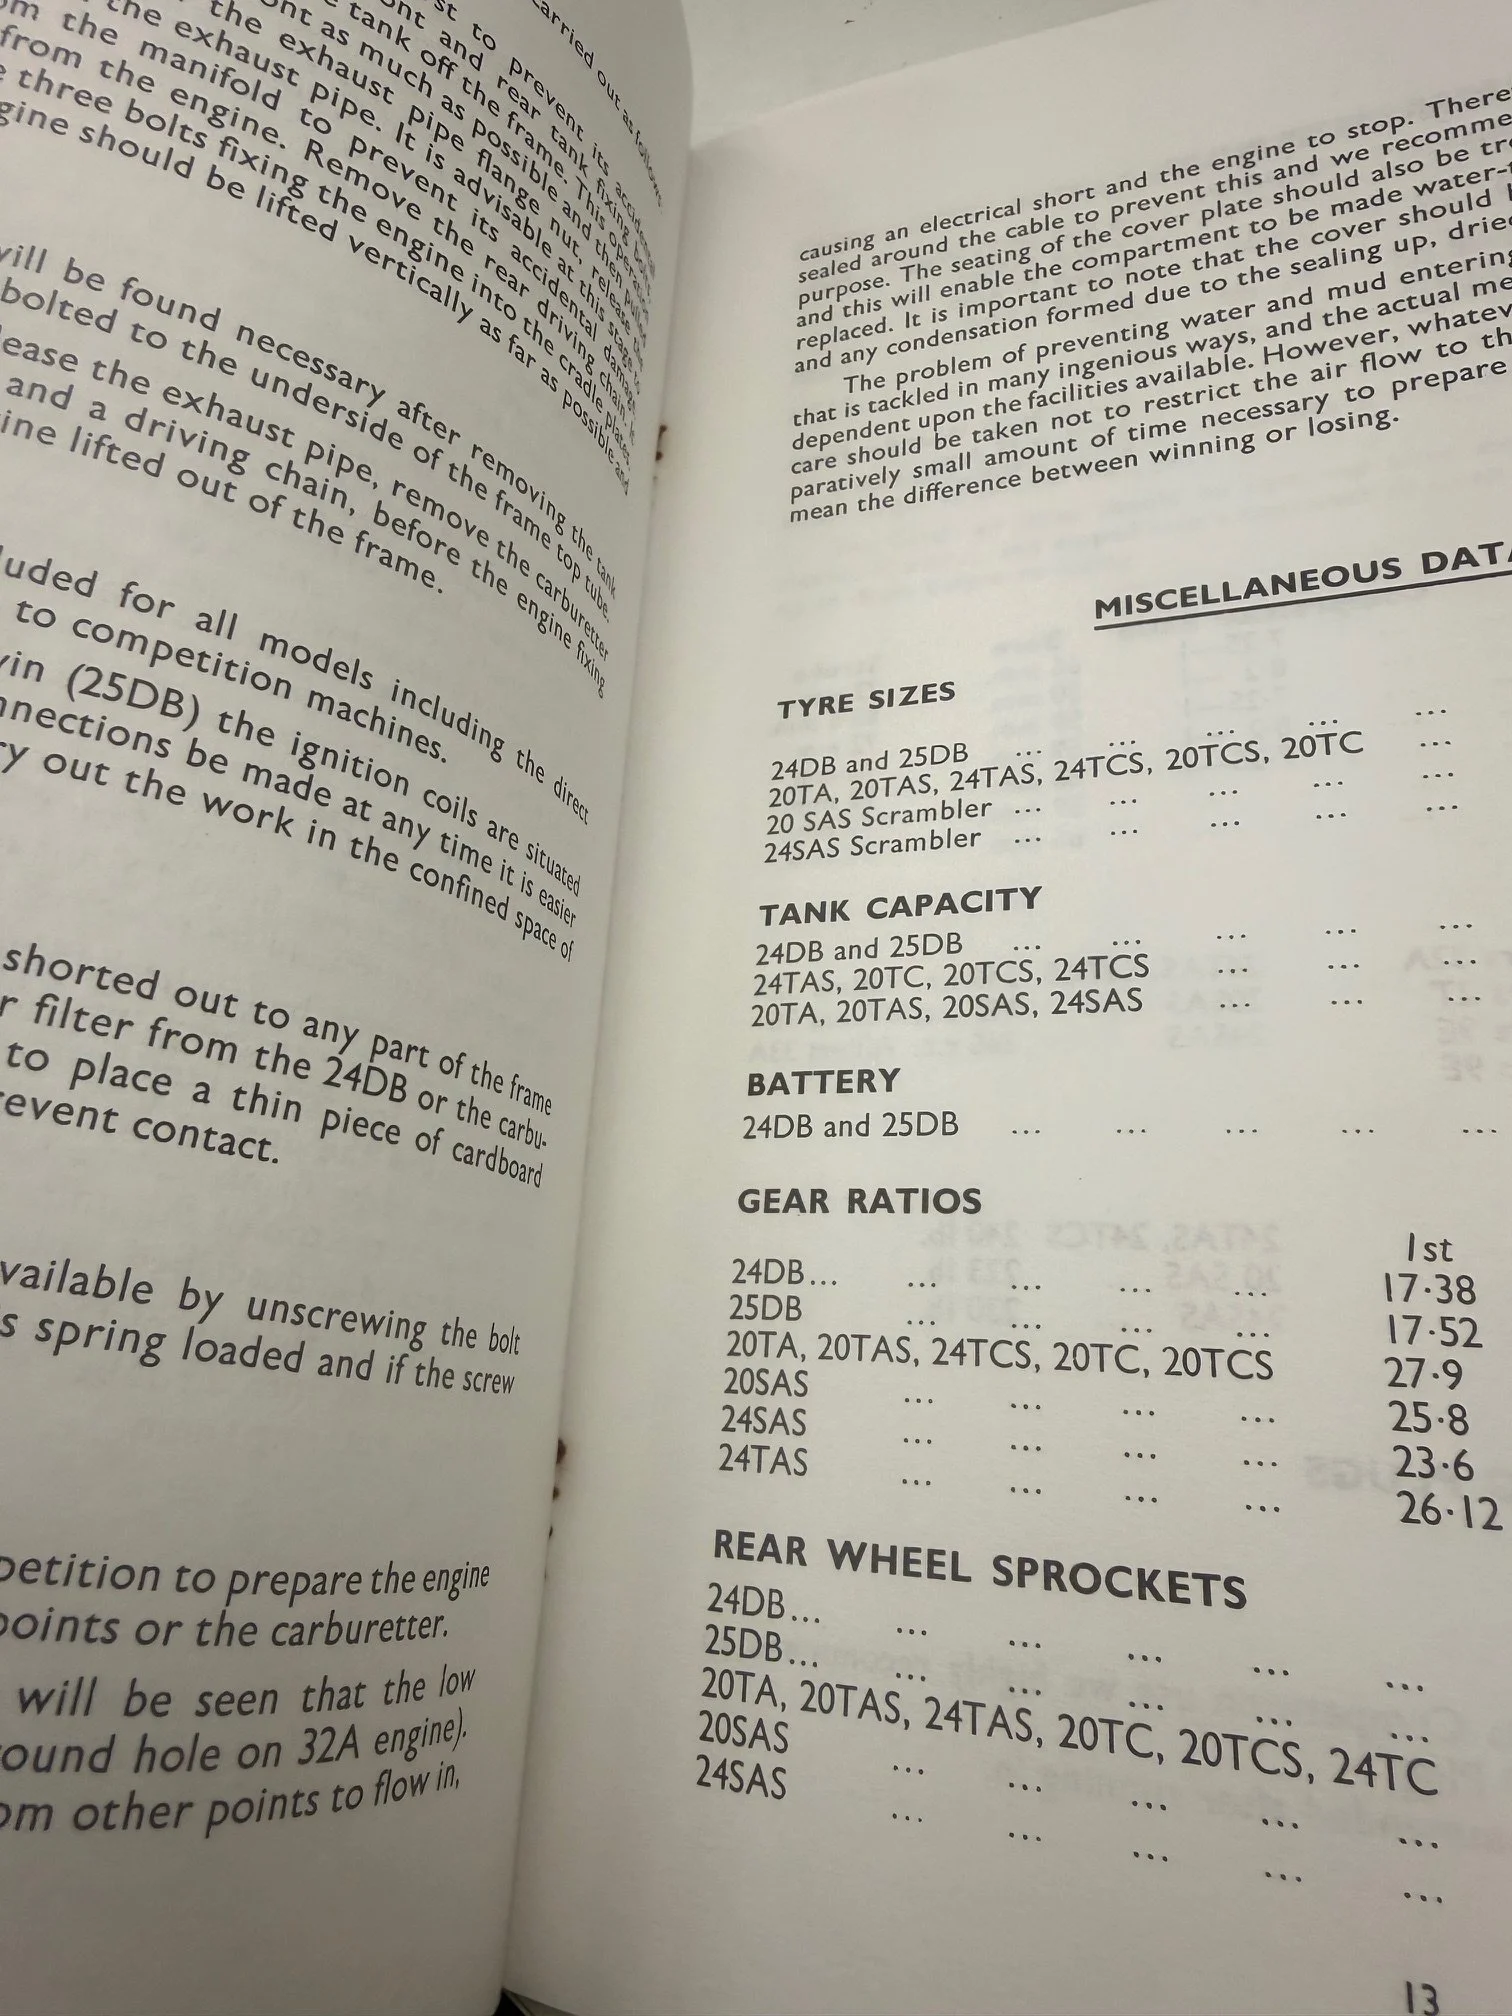 carried out as follows
st to prevent its accidental
ont and rear tank fixing bolts,
tank off the frame. This operation
nt as much as possible and then pulled
the exhaust pipe flange nut, release the
the exhaust pipe. It is advisable at this stage to
om the manifold to prevent its accidental damage.
from the engine. Remove the rear driving chain, if
three bolts fixing the engine into the cradle plates,
gine should be lifted vertically as far as possible and
will be found necessary after removing the tank
bolted to the underside of the frame top tube.
lease the exhaust pipe, remove the carburetter
and a driving chain, before the engine fixing
ine lifted out of the frame.
luded for all models including the direct
to competition machines.
vin (25DB) the ignition coils are situated
nnections be made at any time it is easier
ry out the work in the confined space of
shorted out to any part of the frame
r filter from the 24DB or the carbu-
to place a thin piece of cardboard
revent contact.
vailable by unscrewing the bolt
s spring loaded and if the screw
petition to prepare the engine
points or the carburetter.
will be seen that the low
round hole on 32A engine).
om other points to flow in,
causing an electrical short and the engine to stop. There
sealed around the cable to prevent this and we recomme
purpose. The seating of the cover plate should also be tre
and this will enable the compartment to be made water-t
replaced. It is important to note that the cover should b
and any condensation formed due to the sealing up, dried
The problem of preventing water and mud entering
that is tackled in many ingenious ways, and the actual me
dependent upon the facilities available. However, whatev
care should be taken not to restrict the air flow to th
paratively small amount of time necessary to prepare
mean the difference between winning or losing.
MISCELLANEOUS DATA
TYRE SIZES
24DB and 25DB ... ... ... ... ...
20TA, 20TAS, 24TAS, 24TCS, 20TCS, 20TC ...
20 SAS Scrambler ... ... ... ... ...
24SAS Scrambler ... ... ... ... ...
TANK CAPACITY
24DB and 25DB ... ... ... ... ...
24TAS, 20TC, 20TCS, 24TCS ... ... ...
20TA, 20TAS, 20SAS, 24SAS ... ... ...
BATTERY
24DB and 25DB ... ... ... ... ...
GEAR RATIOS
1st
24DB... ... ... ... ... 17·38
25DB ... ... ... ... 17·52
20TA, 20TAS, 24TCS, 20TC, 20TCS 27·9
20SAS ... ... ... ... 25·8
24SAS ... ... ... ... 23·6
24TAS ... ... ... ... 26·12
REAR WHEEL SPROCKETS
24DB... ... ... ... ... ...
25DB... ... ... ... ... ...
20TA, 20TAS, 24TAS, 20TC, 20TCS, 24TC
20SAS ... ... ... ... ...
24SAS ... ... ... ... ...
13